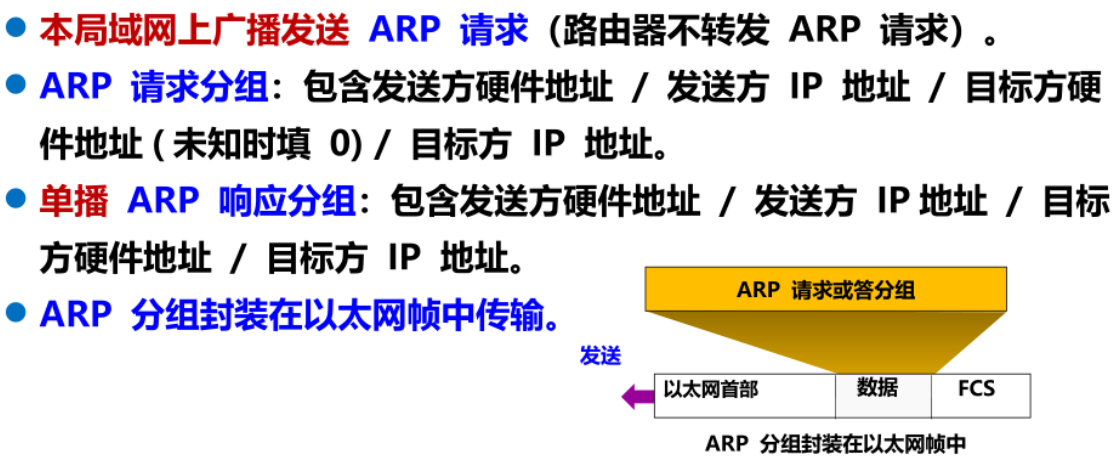 ● 本局域网上广播发送 ARP 请求（路由器不转发 ARP 请求）。
● ARP 请求分组：包含发送方硬件地址 / 发送方 IP 地址 / 目标方硬
件地址 ( 未知时填 0) / 目标方 IP 地址。
● 单播 ARP 响应分组：包含发送方硬件地址 / 发送方 IP 地址 / 目标
方硬件地址 / 目标方 IP 地址。
● ARP 分组封装在以太网帧中传输。
ARP 请求或答分组
发送
以太网首部 数据 FCS
ARP 分组封装在以太网帧中